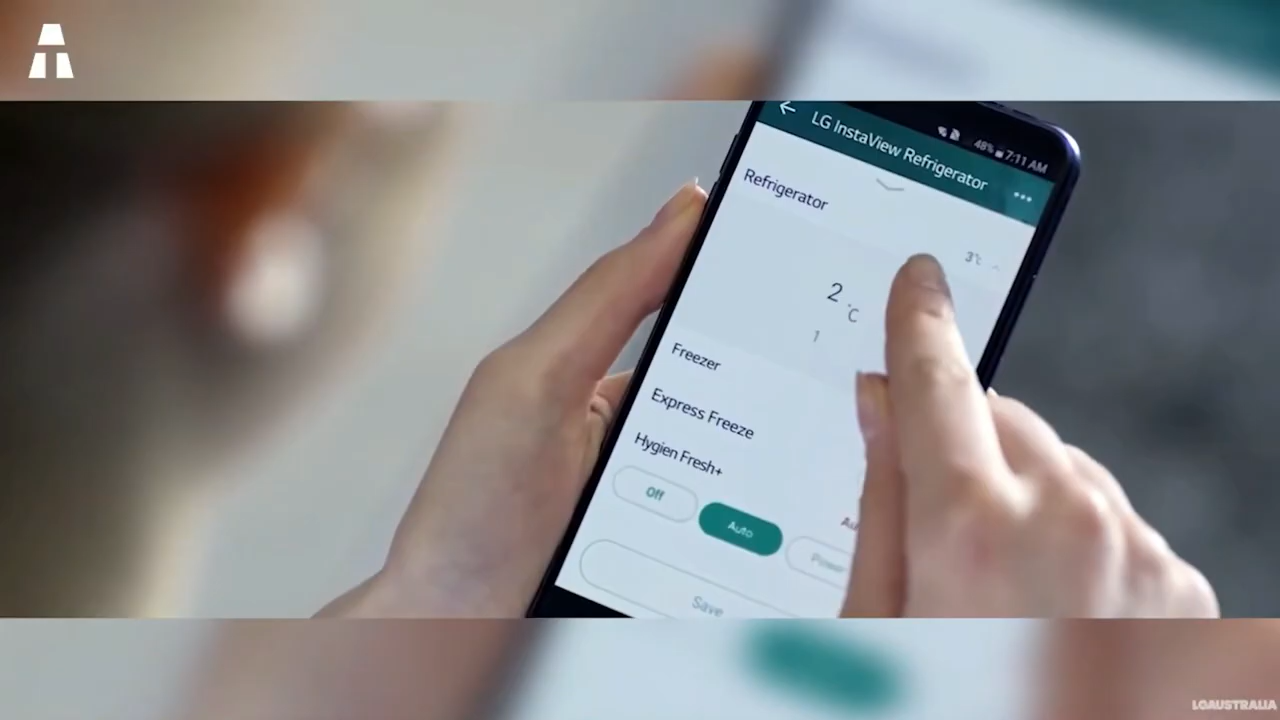 48% 7:11 AM
LG InstaView Refrigerator
Refrigerator
3°c
2 °C
1
Freezer
Express Freeze
Hygien Fresh+
Off
Auto
Save
LGAUSTRALIA